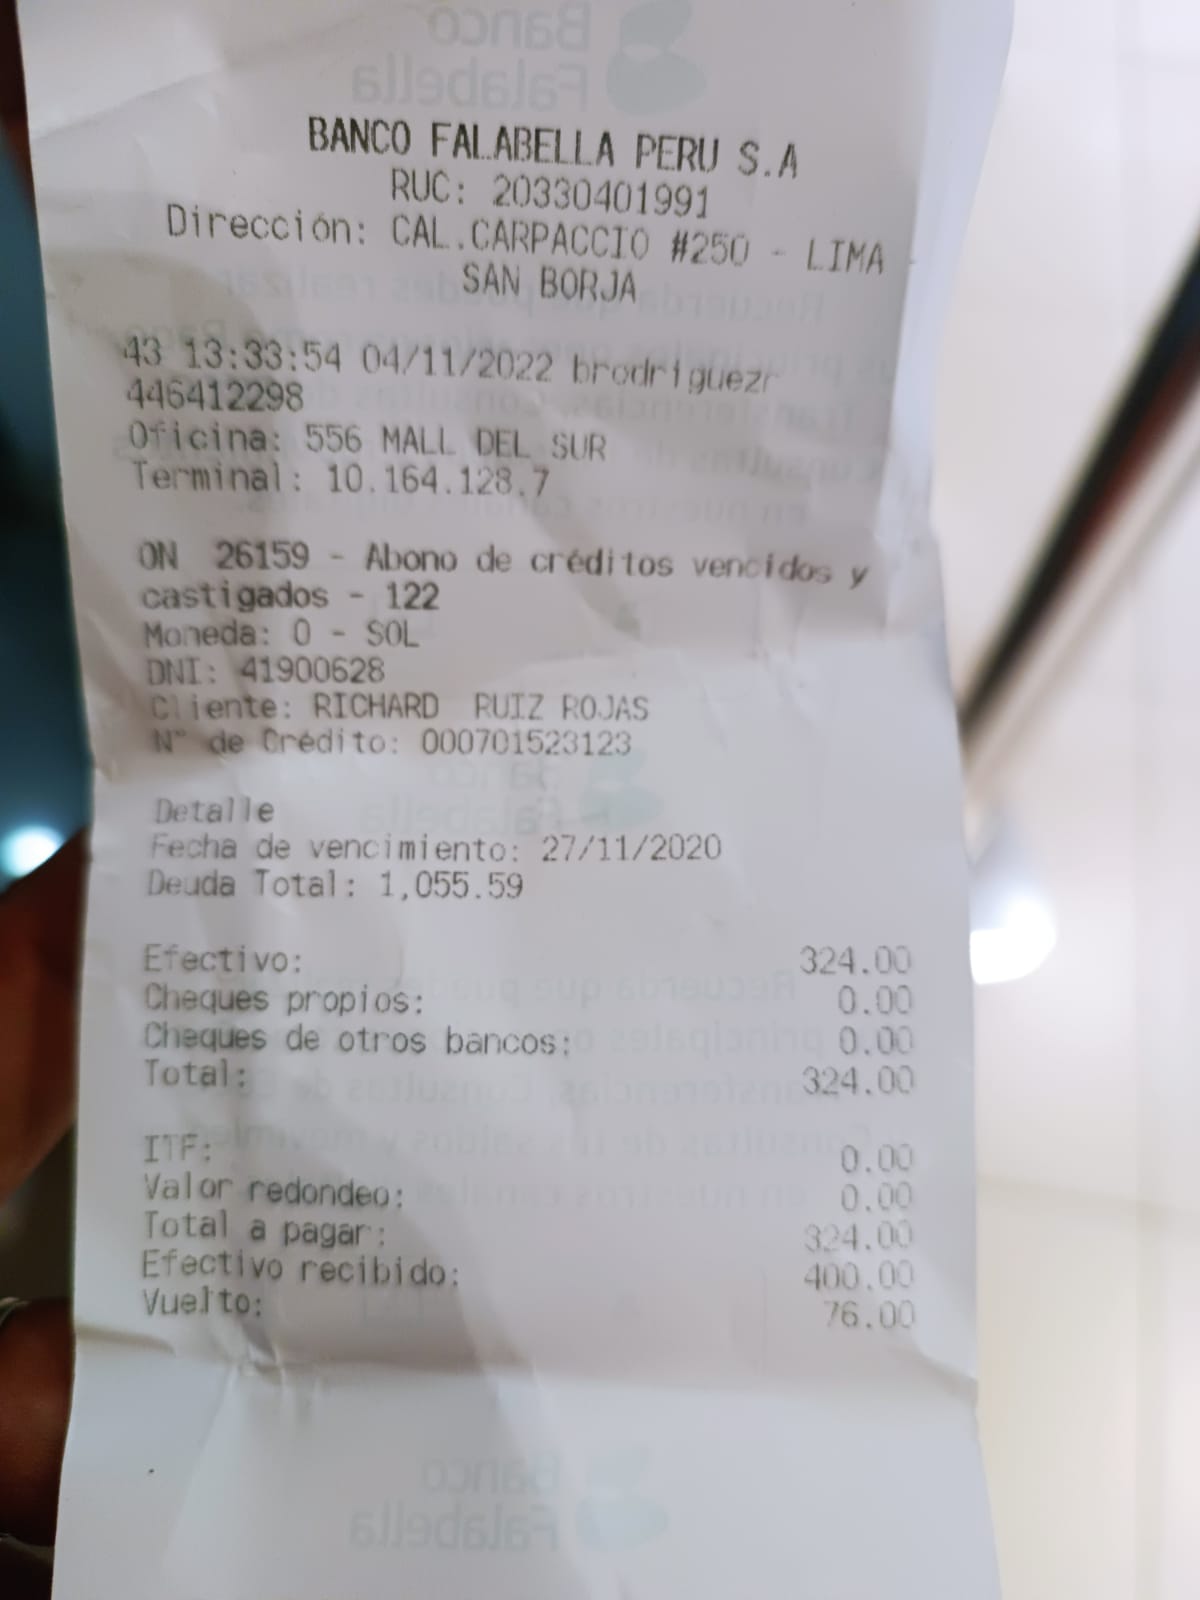 BANCO FALABELLA PERU S.A
RUC: 20330401991
Dirección: CAL.CARPACCIO #250 - LIMA -
SAN BORJA
43 13:33:54 04/11/2022 brodriguezr
446412298
Oficina: 556 MALL DEL SUR
Terminal: 10.164.128.7
ON 26159 - Abono de créditos vencidos y
castigados - 122
Moneda: 0 - SOL
DNI: 41900628
Cliente: RICHARD RUIZ ROJAS
N° de Crédito: 000701523123
Detalle
Fecha de vencimiento: 27/11/2020
Deuda Total: 1,055.59
Efectivo: 324.00
Cheques propios: 0.00
Cheques de otros bancos: 0.00
Total: 324.00
ITF: 0.00
Valor redondeo: 0.00
Total a pagar: 324.00
Efectivo recibido: 400.00
Vuelto: 76.00